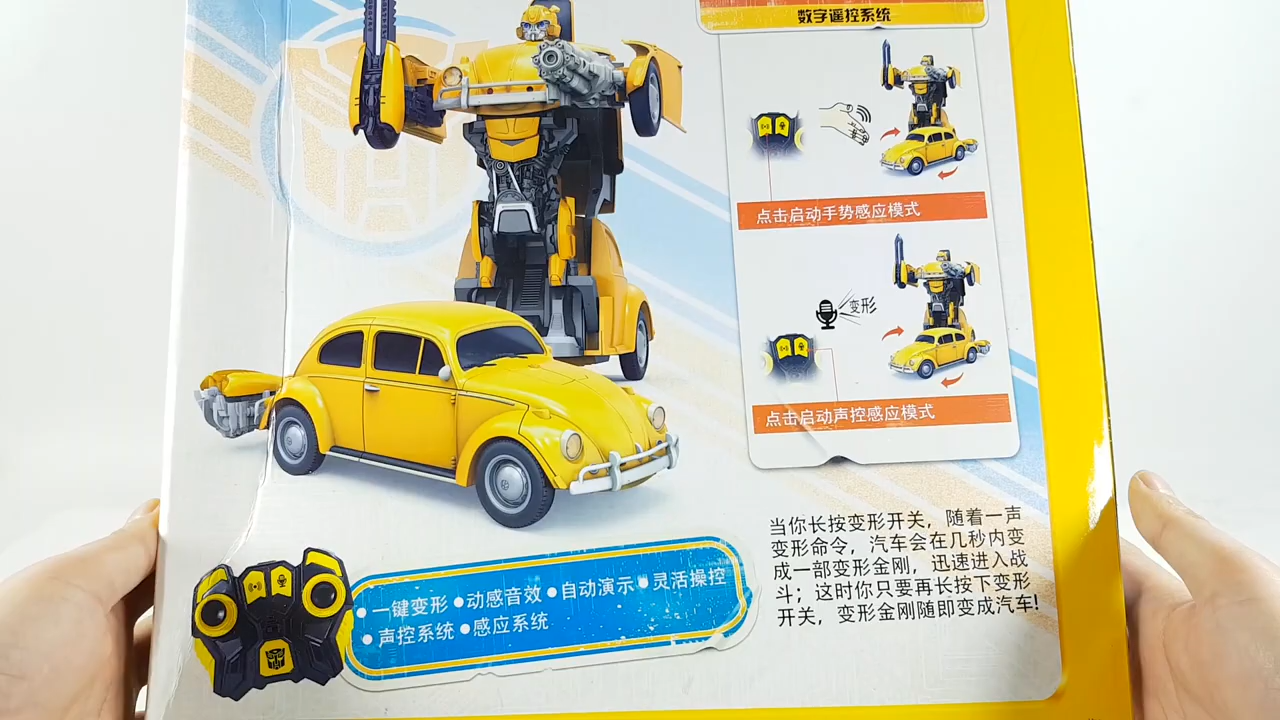 数字遥控系统
点击启动手势感应模式
变形
点击启动声控感应模式
当你长按变形开关，随着一声
变形命令，汽车会在几秒内变
成一部变形金刚，迅速进入战
斗；这时你只要再长按下变形
开关，变形金刚随即变成汽车!
●一键变形 ●动感音效 ●自动演示 ●灵活操控
●声控系统 ●感应系统